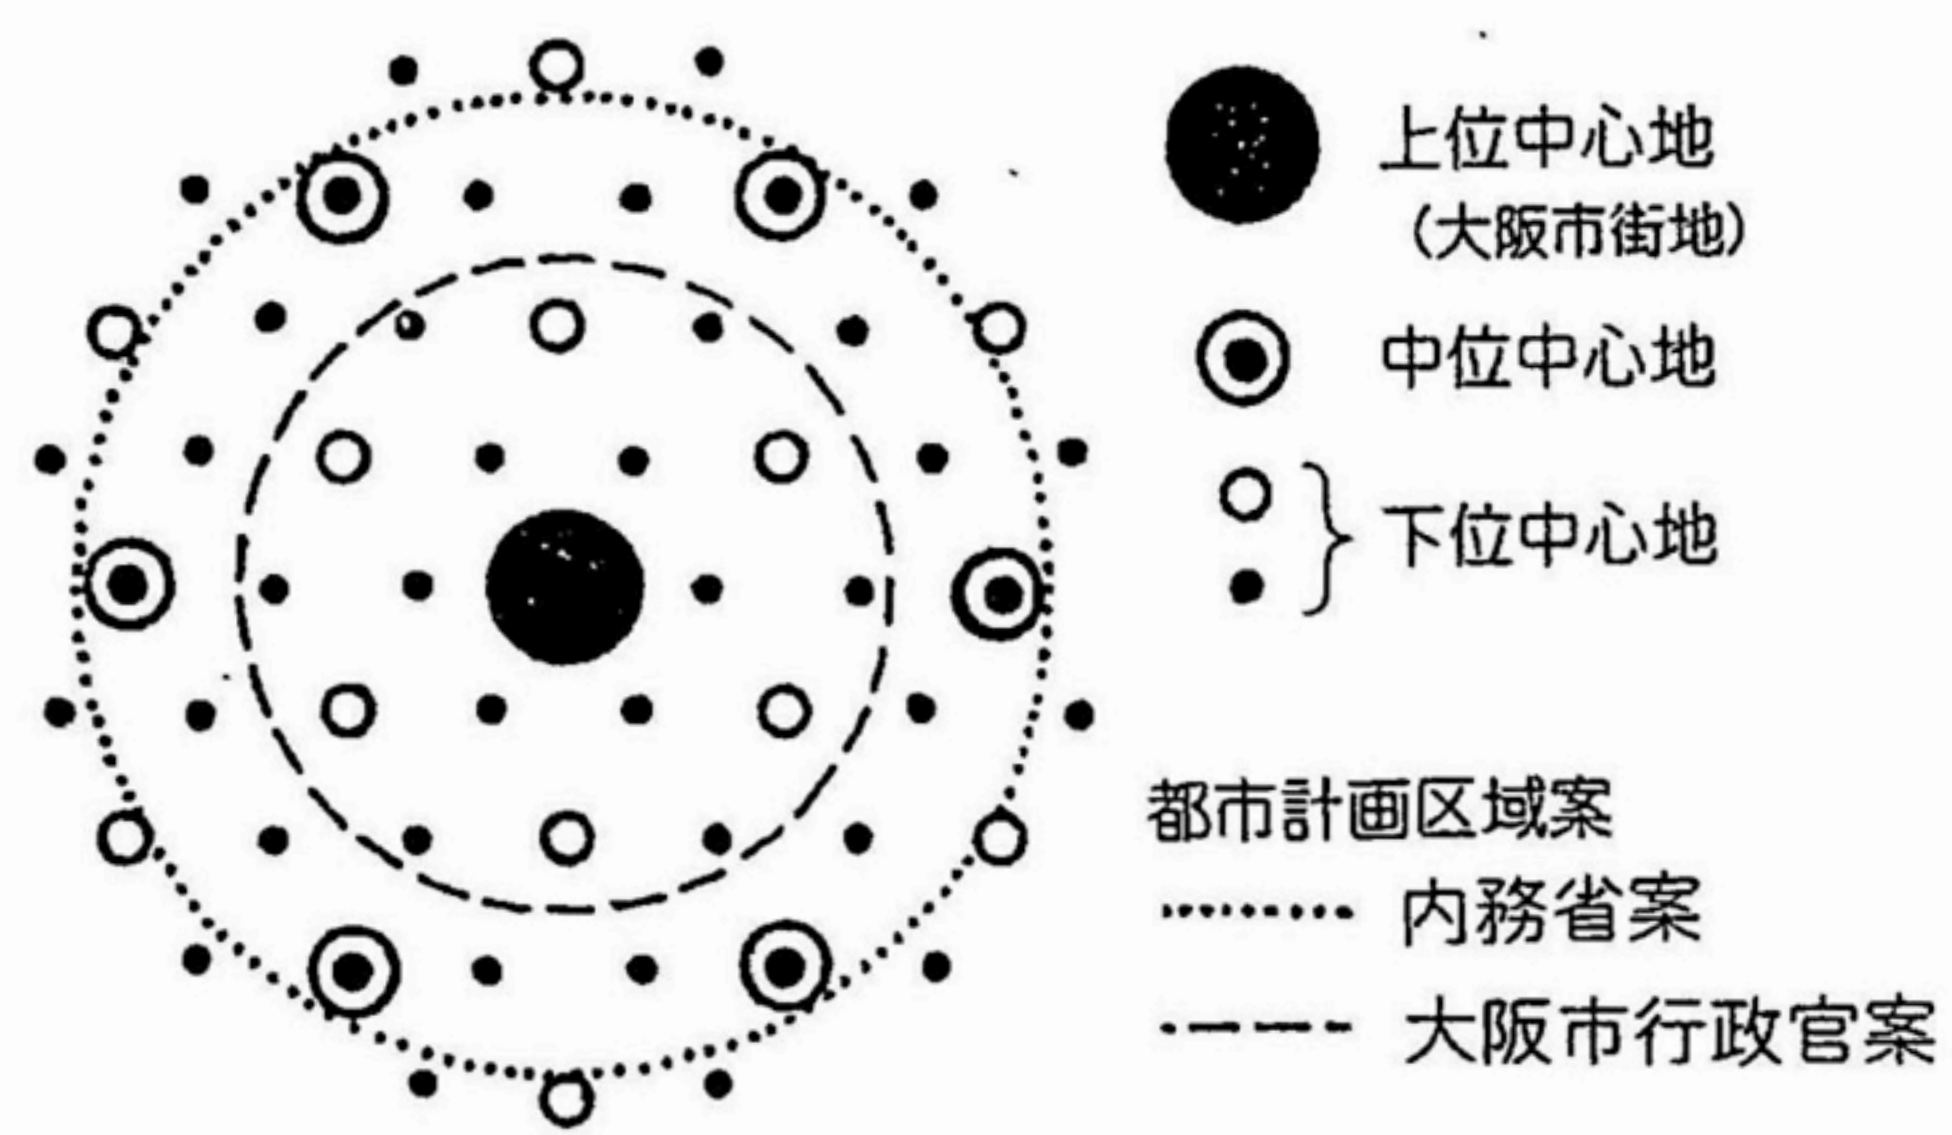 上位中心地
（大阪市街地）
中位中心地
下位中心地
都市計画区域案
内務省案
大阪市行政官案